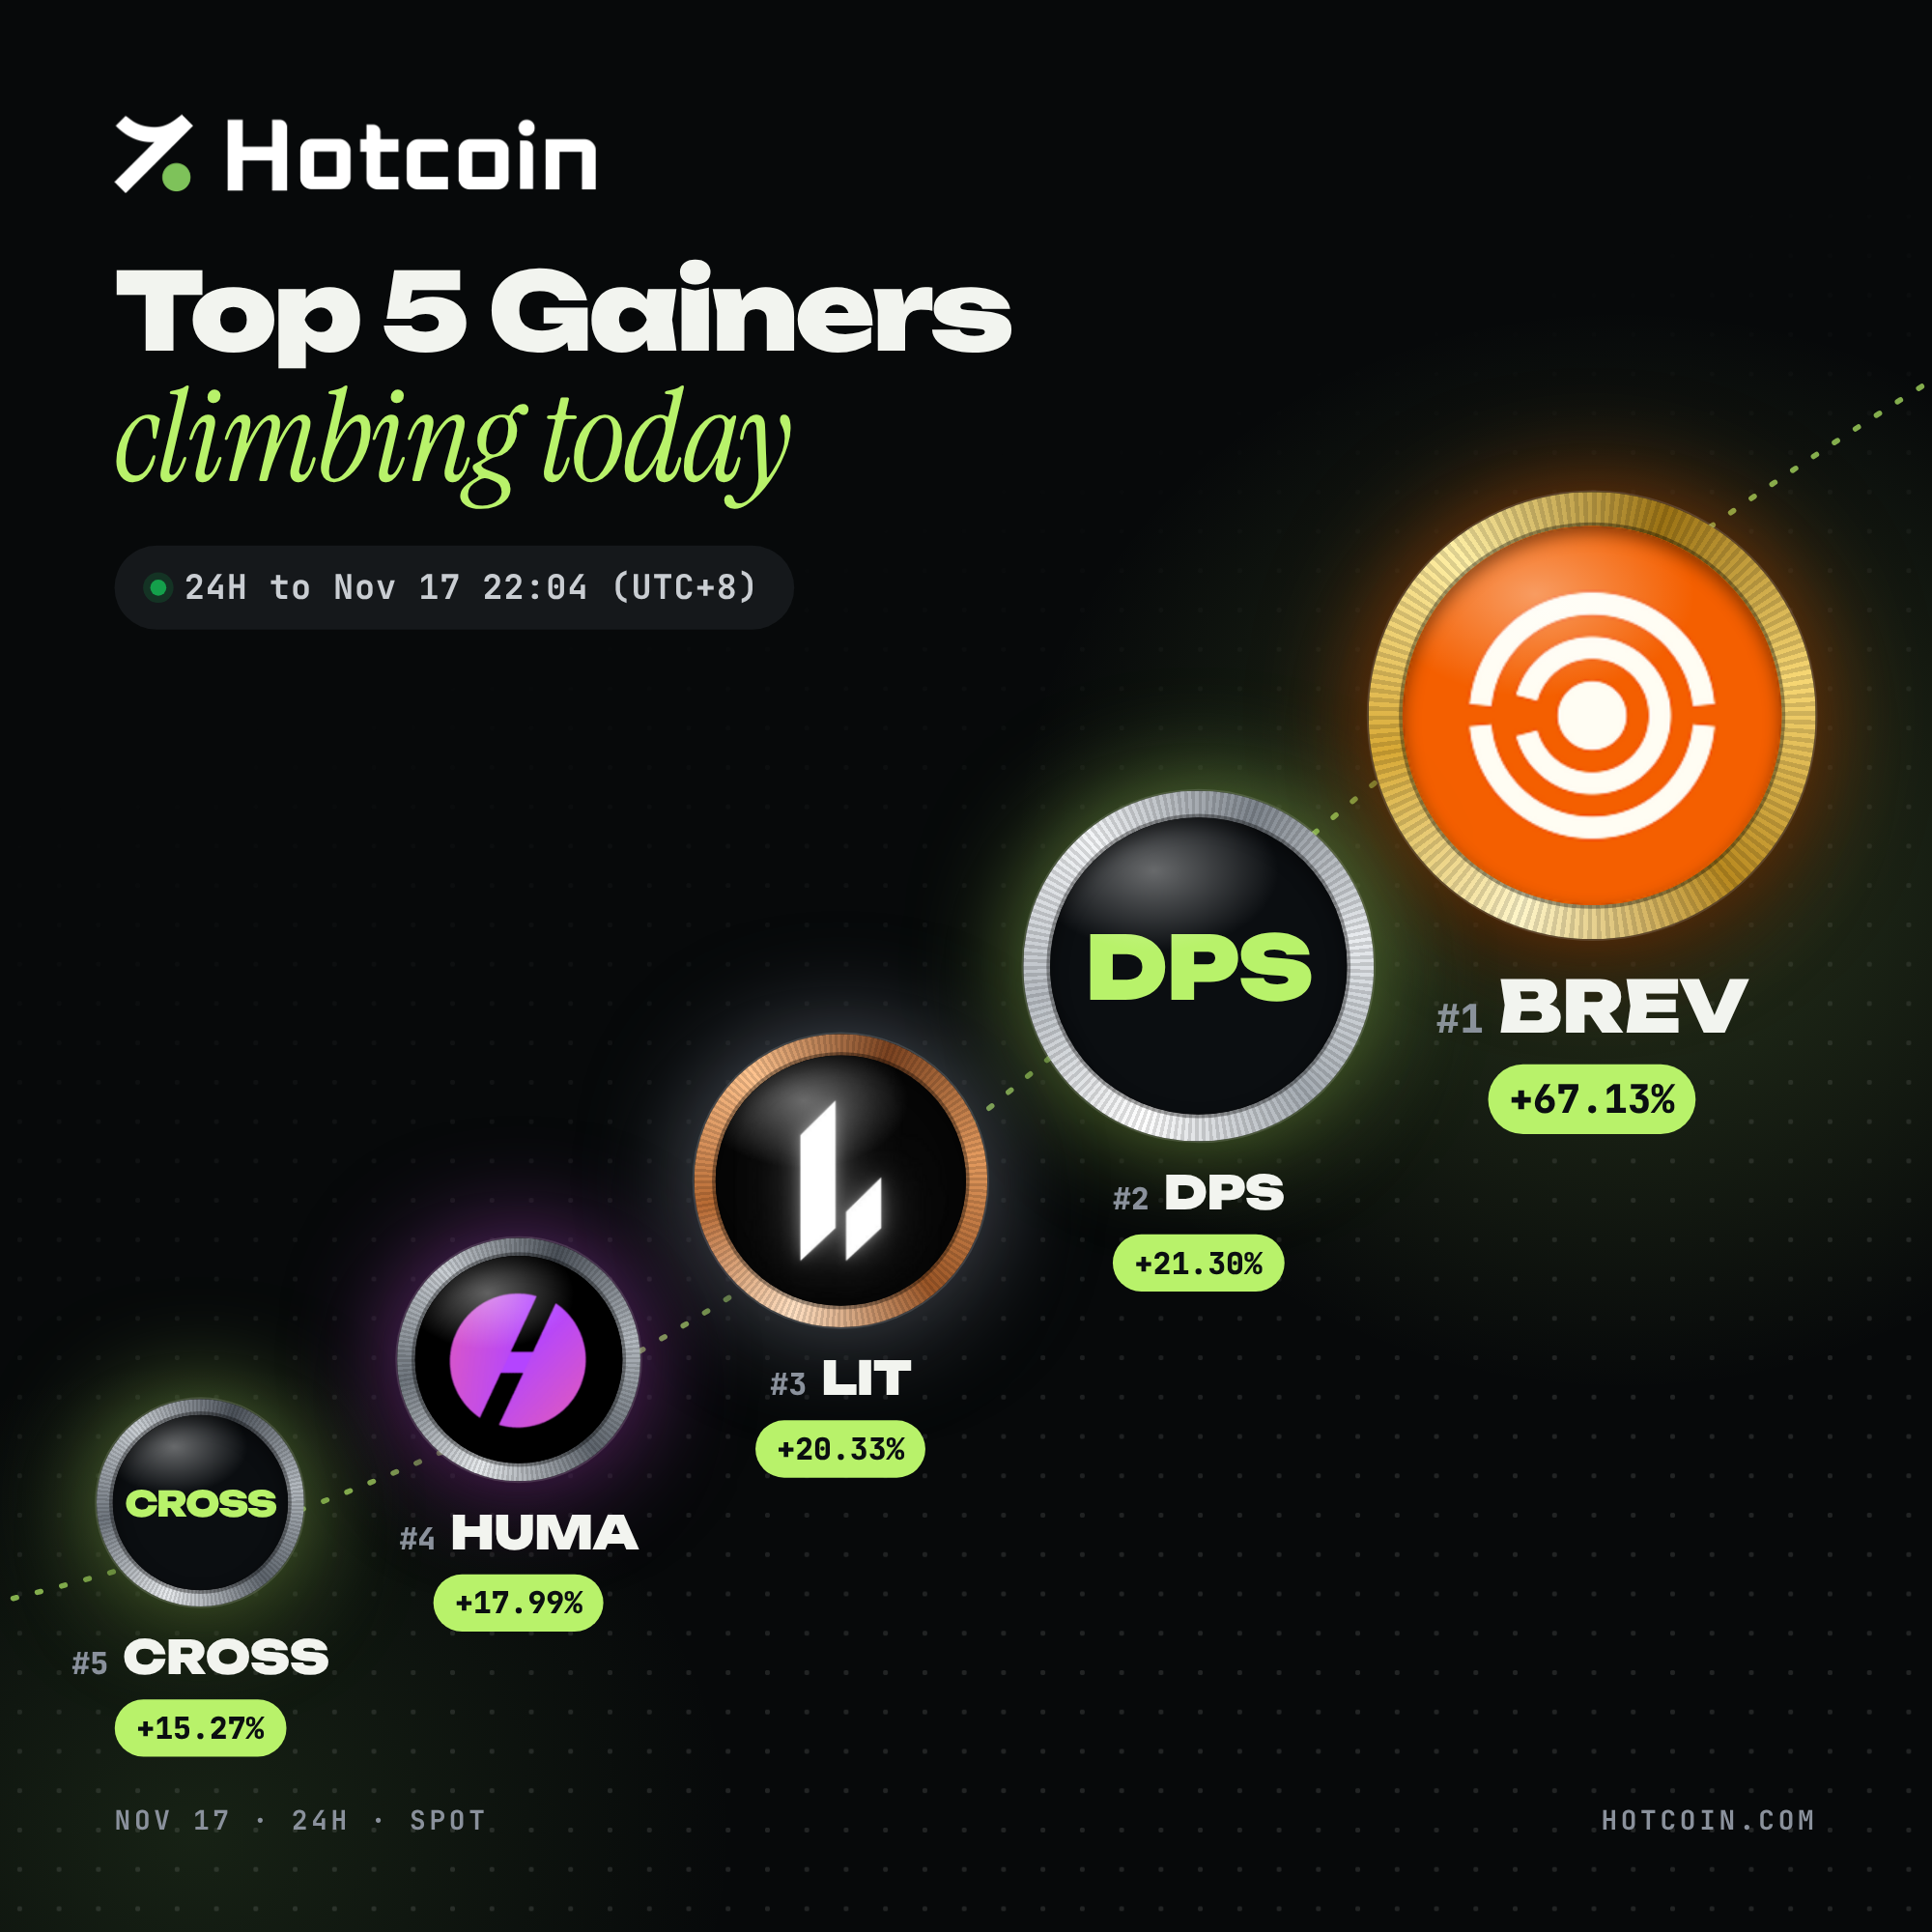 Hotcoin
Top 5 Gainers
climbing today
24H to Nov 17 22:04 (UTC+8)
#1 BREV
+67.13%
DPS
#2 DPS
+21.30%
#3 LIT
+20.33%
#4 HUMA
+17.99%
CROSS
#5 CROSS
+15.27%
NOV 17 · 24H · SPOT
HOTCOIN.COM